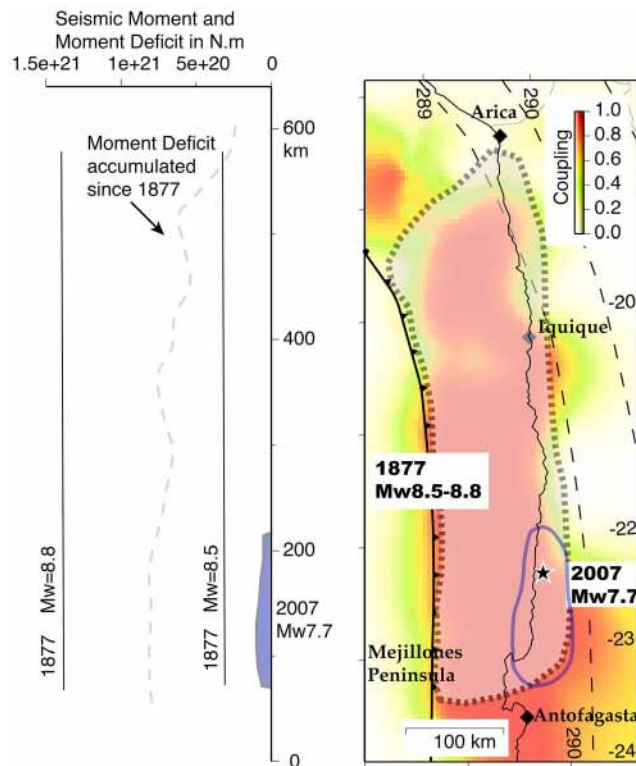 Seismic Moment and
Moment Deficit in N.m
1.5e+21 1e+21 5e+20 0
600
km
Moment Deficit
accumulated
since 1877
400
200
0
1877 Mw=8.8
1877 Mw=8.5
2007
Mw7.7
289
290
Arica
Coupling
1.0
0.8
0.6
0.4
0.2
0.0
-20
Iquique
1877
Mw8.5-8.8
-22
2007
Mw7.7
Mejillones
Peninsula
-23
Antofagasta
100 km
290
-24